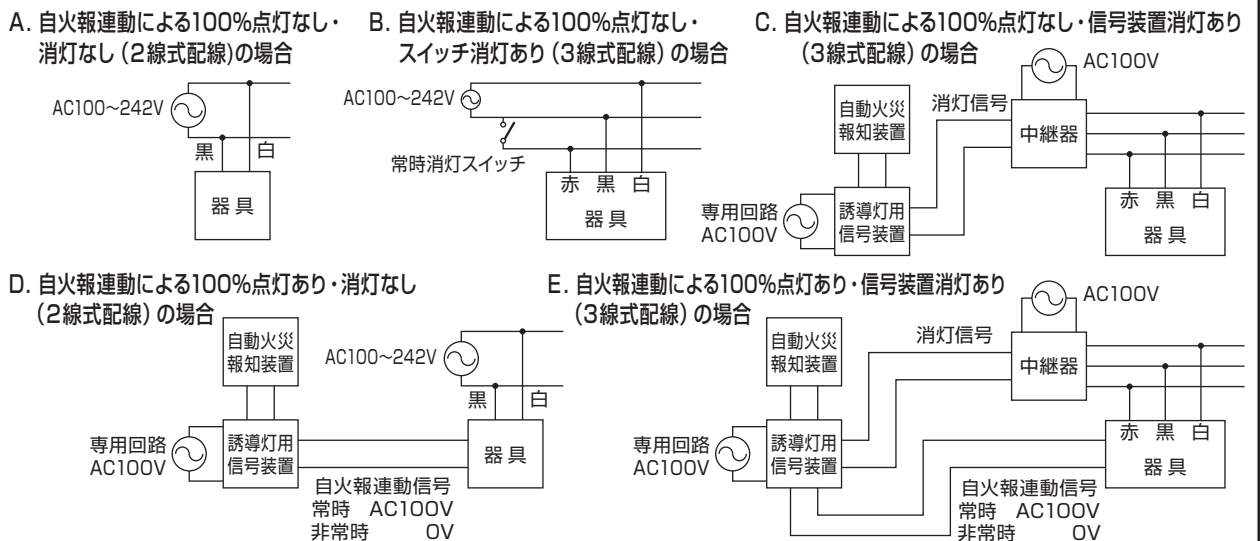 A. 自火報連動による100%点灯なし・
消灯なし(2線式配線)の場合
AC100~242V
黒 白
器具
B. 自火報連動による100%点灯なし・
スイッチ消灯あり(3線式配線)の場合
AC100~242V
常時消灯スイッチ
赤 黒 白
器具
C. 自火報連動による100%点灯なし・信号装置消灯あり
(3線式配線)の場合
AC100V
自動火災
報知装置
消灯信号
中継器
専用回路
AC100V
誘導灯用
信号装置
赤 黒 白
器具
D. 自火報連動による100%点灯あり・消灯なし
(2線式配線)の場合
自動火災
報知装置
AC100~242V
黒 白
専用回路
AC100V
誘導灯用
信号装置
器具
自火報連動信号
常時 AC100V
非常時 0V
E. 自火報連動による100%点灯あり・信号装置消灯あり
(3線式配線)の場合
AC100V
自動火災
報知装置
消灯信号
中継器
専用回路
AC100V
誘導灯用
信号装置
赤 黒 白
器具
自火報連動信号
常時 AC100V
非常時 0V